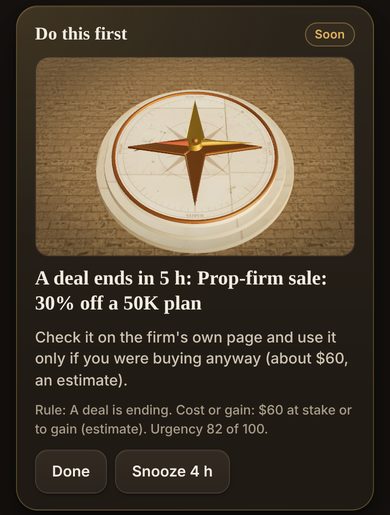 Do this first
Soon
A deal ends in 5 h: Prop-firm sale:
30% off a 50K plan
Check it on the firm's own page and use it
only if you were buying anyway (about $60,
an estimate).
Rule: A deal is ending. Cost or gain: $60 at stake or
to gain (estimate). Urgency 82 of 100.
Done
Snooze 4 h